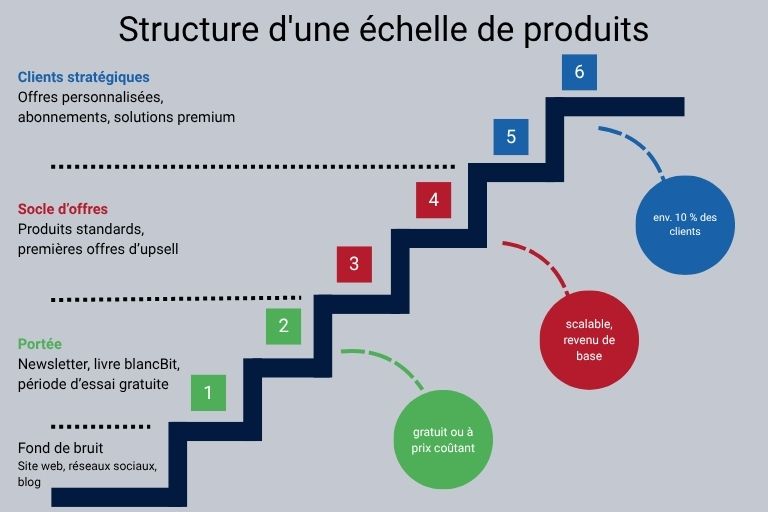 Structure d'une échelle de produits
6
Clients stratégiques
Offres personnalisées,
abonnements, solutions premium
5
4
env. 10 % des
clients
Socle d’offres
Produits standards,
premières offres d’upsell
3
2
scalable,
revenu de
base
Portée
Newsletter, livre blancBit,
période d’essai gratuite
1
gratuit ou à
prix coûtant
Fond de bruit
Site web, réseaux sociaux,
blog